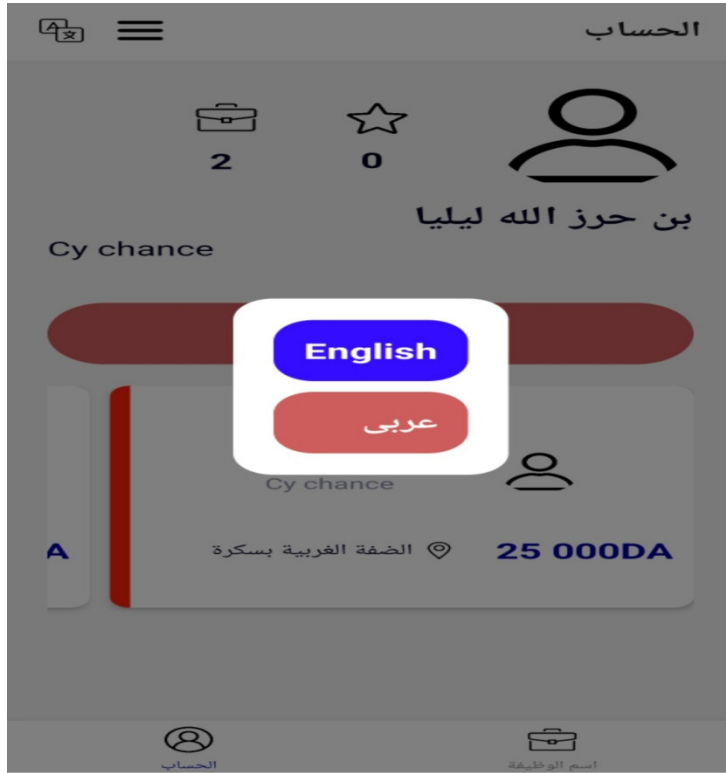 الحساب
0
2
بن حرز الله ليليا
Cy chance
English
عربي
Cy chance
25 000DA
الضفة الغربية بسكرة
A
اسم الوظيفة
الحساب